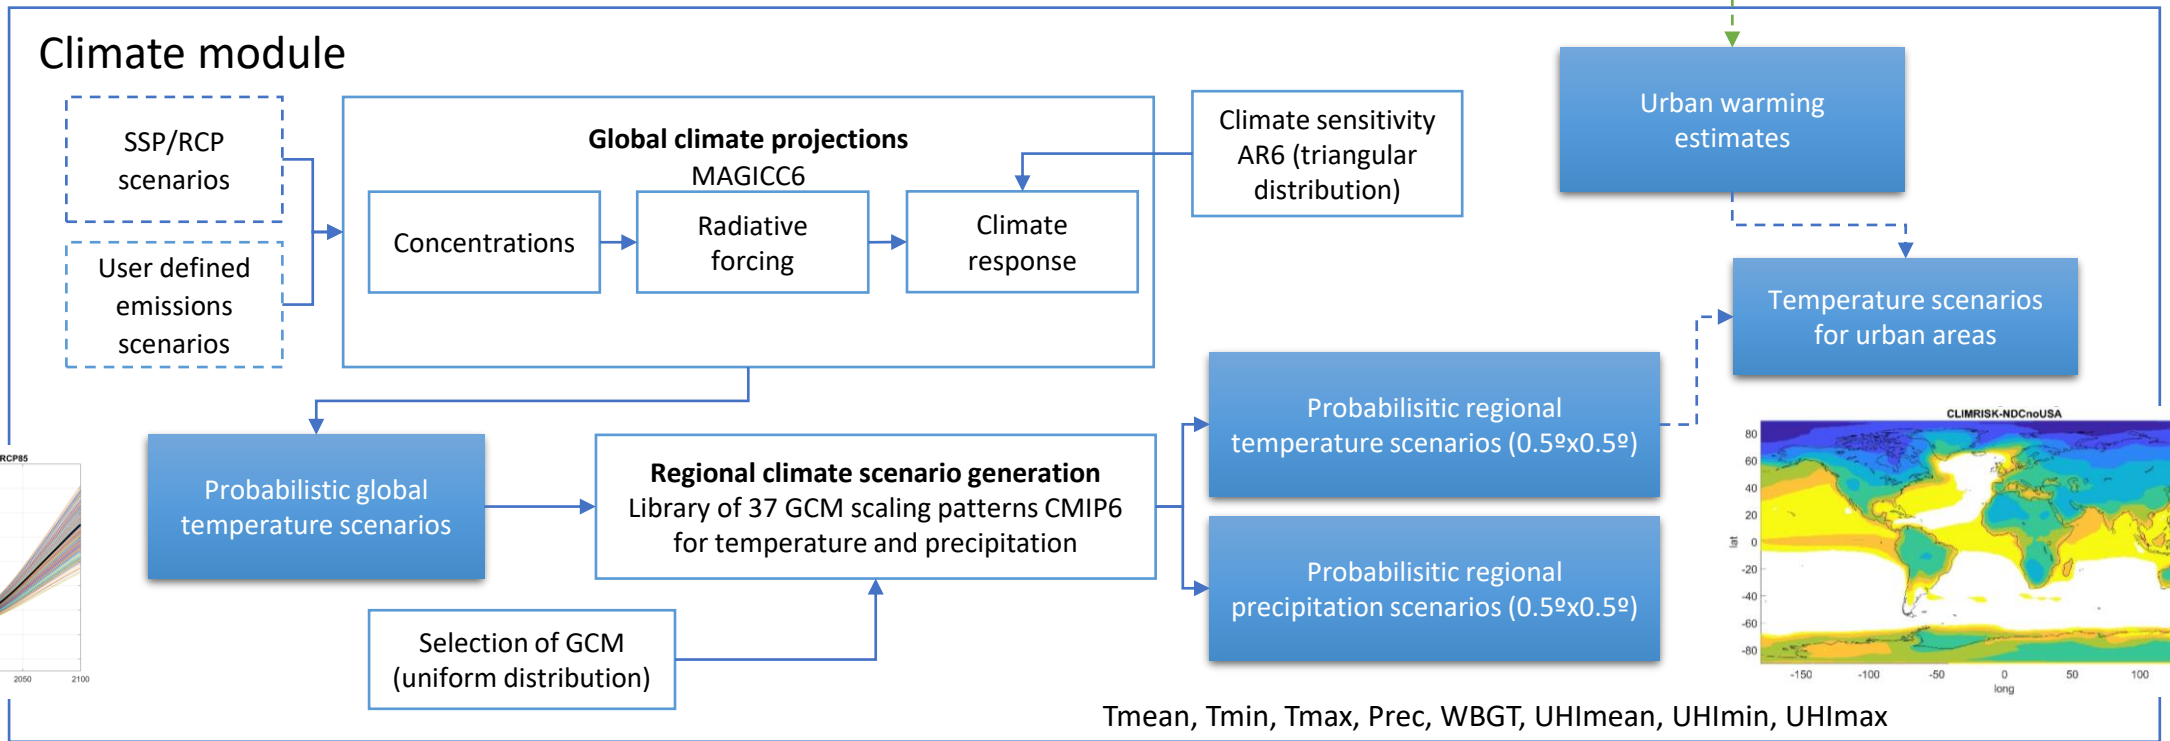 Climate module
SSP/RCP
scenarios
User defined
emissions
scenarios
Global climate projections
MAGICC6
Concentrations
Radiative
forcing
Climate
response
Climate sensitivity
AR6 (triangular
distribution)
Urban warming
estimates
Temperature scenarios
for urban areas
RCP85
2050
2100
Probabilistic global
temperature scenarios
Regional climate scenario generation
Library of 37 GCM scaling patterns CMIP6
for temperature and precipitation
Selection of GCM
(uniform distribution)
Probabilisitic regional
temperature scenarios (0.5ºx0.5º)
Probabilisitic regional
precipitation scenarios (0.5ºx0.5º)
CLIMRISK-NDCnoUSA
80
60
40
20
0
-20
-40
-60
-80
lat
-150
-100
-50
0
50
100
long
Tmean, Tmin, Tmax, Prec, WBGT, UHImean, UHImin, UHImax